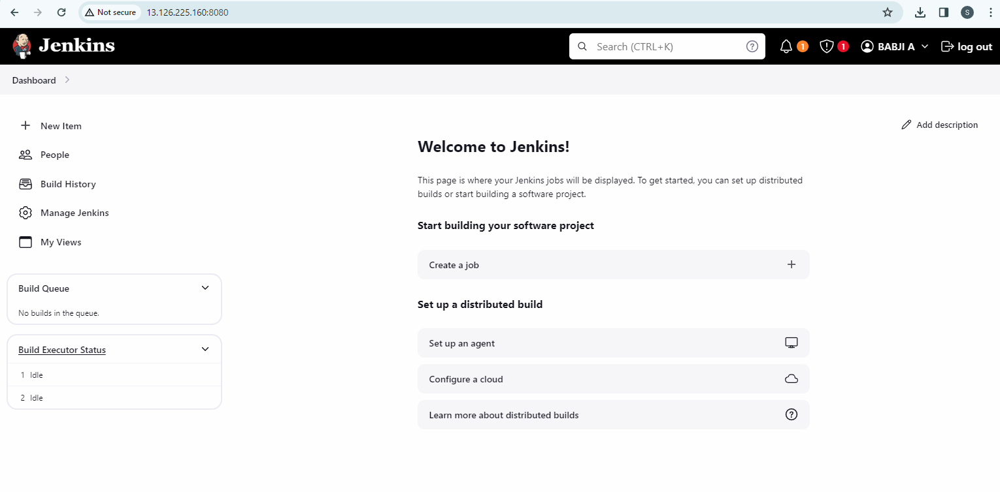 Not secure 13.126.225.160:8080 S
Jenkins Search (CTRL+K) ? 1 1 BABJI A log out
Dashboard
New Item
People
Build History
Manage Jenkins
My Views
Build Queue
No builds in the queue.
Build Executor Status
1 Idle
2 Idle
Add description
Welcome to Jenkins!
This page is where your Jenkins jobs will be displayed. To get started, you can set up distributed
builds or start building a software project.
Start building your software project
Create a job
Set up a distributed build
Set up an agent
Configure a cloud
Learn more about distributed builds ?